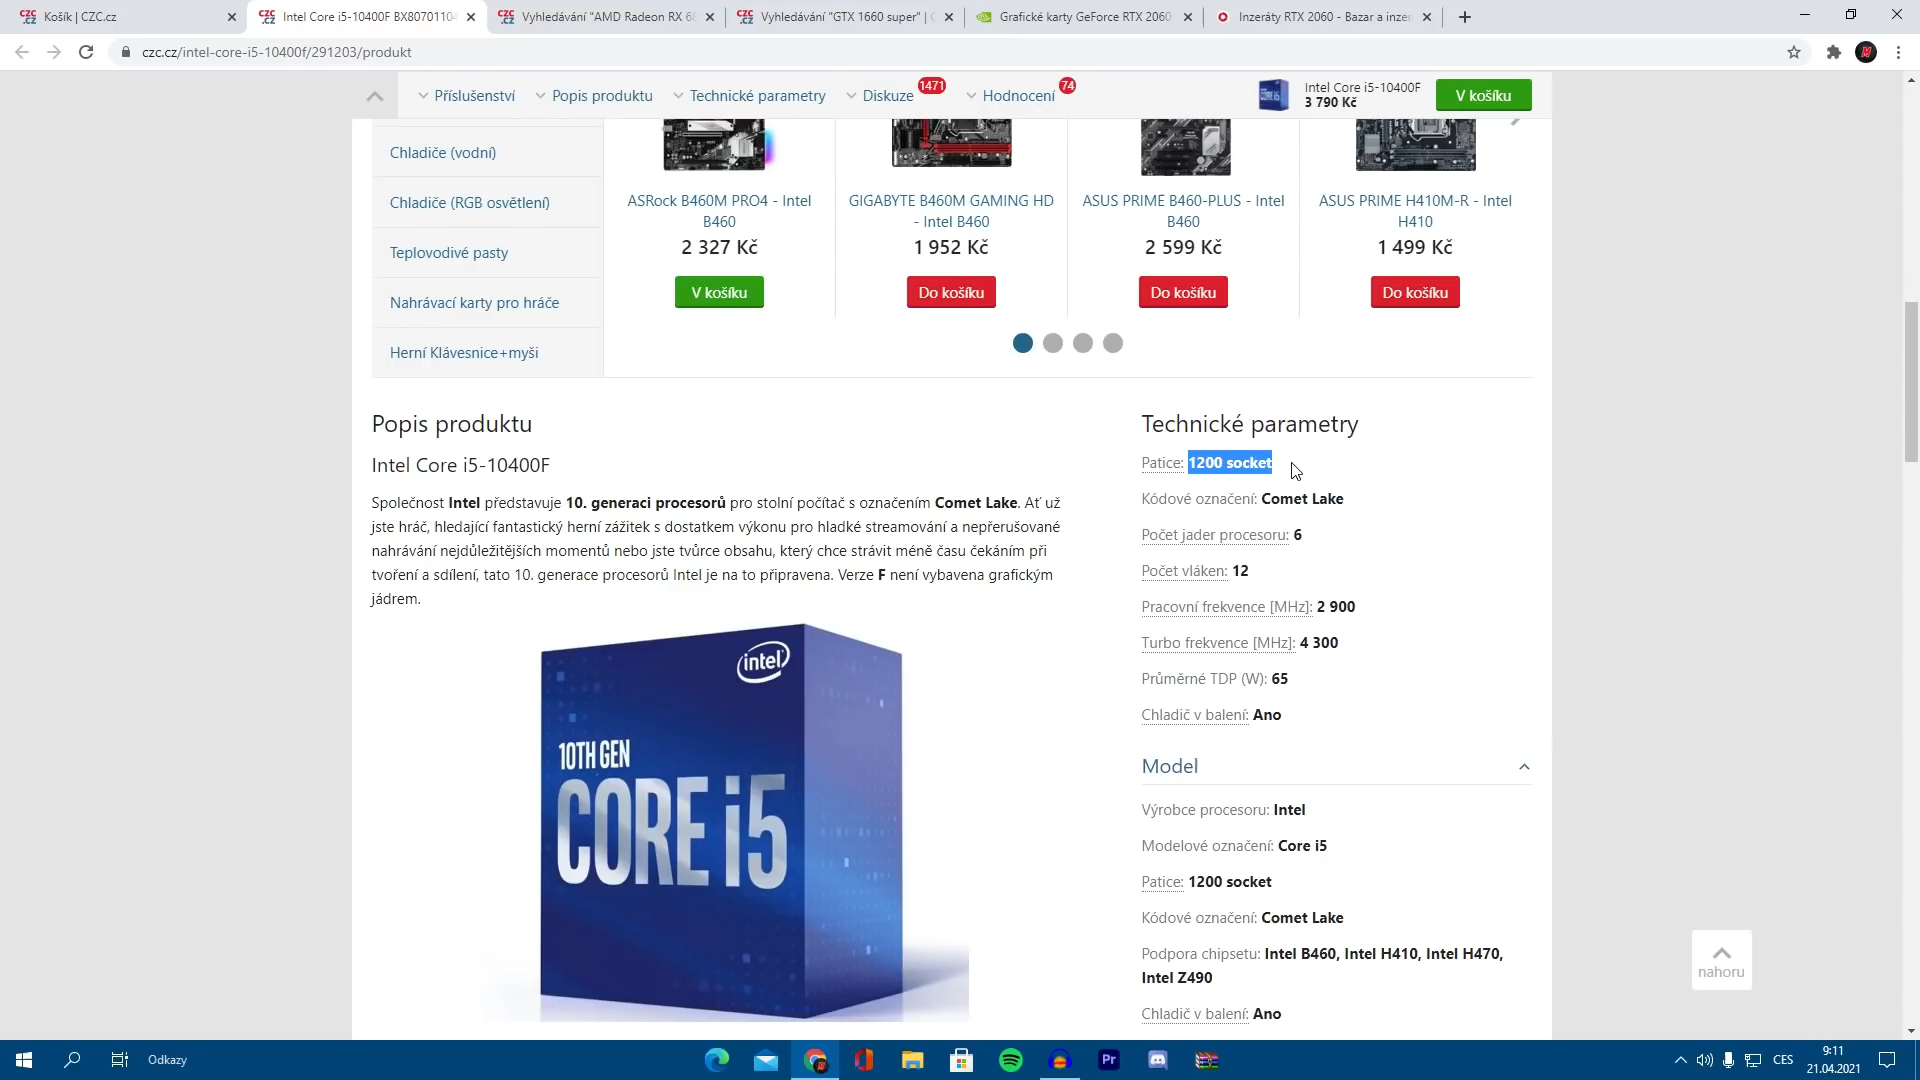 Košík | CZC.cz
Intel Core i5-10400F BX80701104
Vyhledávání "AMD Radeon RX 68
Vyhledávání "GTX 1660 super" | C
Grafické karty GeForce RTX 2060
Inzeráty RTX 2060 - Bazar a inzer
czc.cz/intel-core-i5-10400f/291203/produkt
Příslušenství
Popis produktu
Technické parametry
Diskuze
1471
Hodnocení
74
Intel Core i5-10400F
3 790 Kč
V košíku
Chladiče (vodní)
Chladiče (RGB osvětlení)
Teplovodivé pasty
Nahrávací karty pro hráče
Herní Klávesnice+myši
ASRock B460M PRO4 - Intel
B460
2 327 Kč
V košíku
GIGABYTE B460M GAMING HD
- Intel B460
1 952 Kč
Do košíku
ASUS PRIME B460-PLUS - Intel
B460
2 599 Kč
Do košíku
ASUS PRIME H410M-R - Intel
H410
1 499 Kč
Do košíku
Popis produktu
Intel Core i5-10400F
Společnost Intel představuje 10. generaci procesorů pro stolní počítač s označením Comet Lake. Ať už
jste hráč, hledající fantastický herní zážitek s dostatkem výkonu pro hladké streamování a nepřerušované
nahrávání nejdůležitějších momentů nebo jste tvůrce obsahu, který chce strávit méně času čekáním při
tvoření a sdílení, tato 10. generace procesorů Intel je na to připravena. Verze F není vybavena grafickým
jádrem.
intel
10TH GEN
CORE i5
Technické parametry
Patice: 1200 socket
Kódové označení: Comet Lake
Počet jader procesoru: 6
Počet vláken: 12
Pracovní frekvence [MHz]: 2 900
Turbo frekvence [MHz]: 4 300
Průměrné TDP (W): 65
Chladič v balení: Ano
Model
Výrobce procesoru: Intel
Modelové označení: Core i5
Patice: 1200 socket
Kódové označení: Comet Lake
Podpora chipsetu: Intel B460, Intel H410, Intel H470,
Intel Z490
Chladič v balení: Ano
nahoru
Odkazy
Pr
CES
9:11
21.04.2021